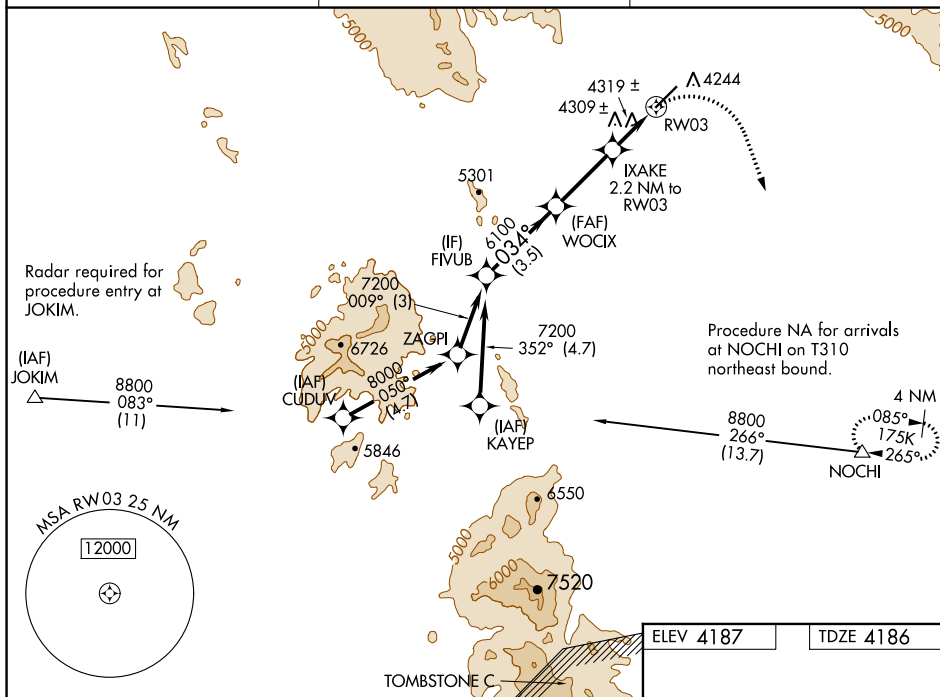 5000
5000
4319 ±
4309 ±
4244
RW03
IXAKE
2.2 NM to
RW03
5301
(FAF)
WOCIX
(IF)
FIVUB
6100
034°
(3.5)
Radar required for
procedure entry at
JOKIM.
7200
009° (3)
5000
6726
ZAGPI
7200
352° (4.7)
Procedure NA for arrivals
at NOCHI on T310
northeast bound.
(IAF)
JOKIM
8800
083°
(11)
(IAF)
CUDUV
8000
050°
(4.7)
(IAF)
KAYEP
4 NM
085°
175K
265°
8800
266°
(13.7)
NOCHI
5846
6550
5000
6000
7520
MSA RW03 25 NM
12000
ELEV 4187
TDZE 4186
TOMBSTONE C